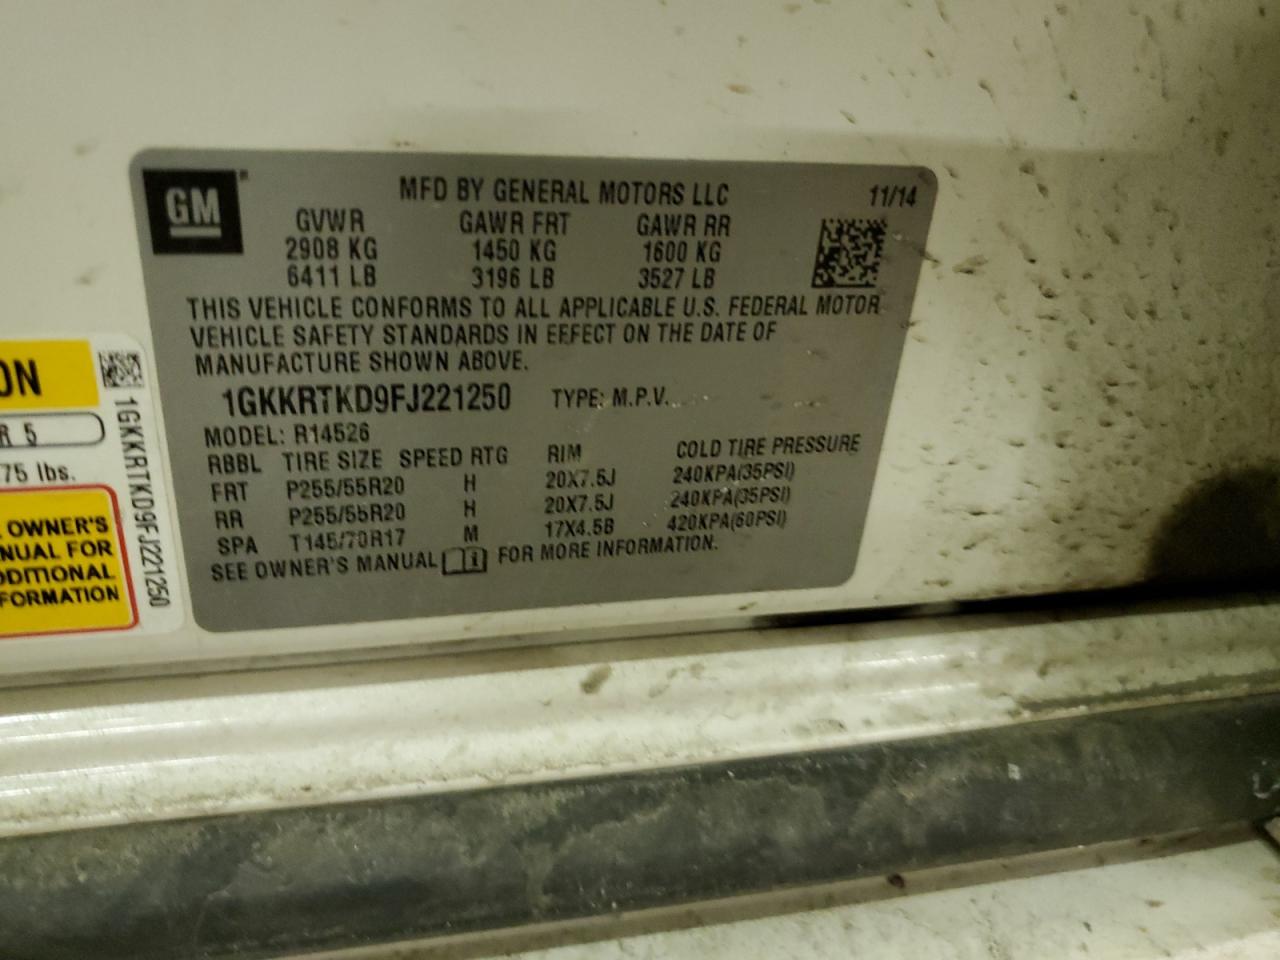 GM
MFD BY GENERAL MOTORS LLC 11/14
GVWR GAWR FRT GAWR RR
2908 KG 1450 KG 1600 KG
6411 LB 3196 LB 3527 LB
THIS VEHICLE CONFORMS TO ALL APPLICABLE U.S. FEDERAL MOTOR
VEHICLE SAFETY STANDARDS IN EFFECT ON THE DATE OF
MANUFACTURE SHOWN ABOVE.
1GKKRTKD9FJ221250 TYPE: M.P.V.
MODEL: R14526
RBBL TIRE SIZE SPEED RTG RIM COLD TIRE PRESSURE
FRT P255/55R20 H 20X7.5J 240KPA(35PSI)
RR P255/55R20 H 20X7.5J 240KPA(35PSI)
SPA T145/70R17 M 17X4.5B 420KPA(60PSI)
SEE OWNER'S MANUAL FOR MORE INFORMATION.
ON
R 5
75 lbs.
OWNER'S
NUAL FOR
DDITIONAL
FORMATION
1GKKRTKD9FJ221250